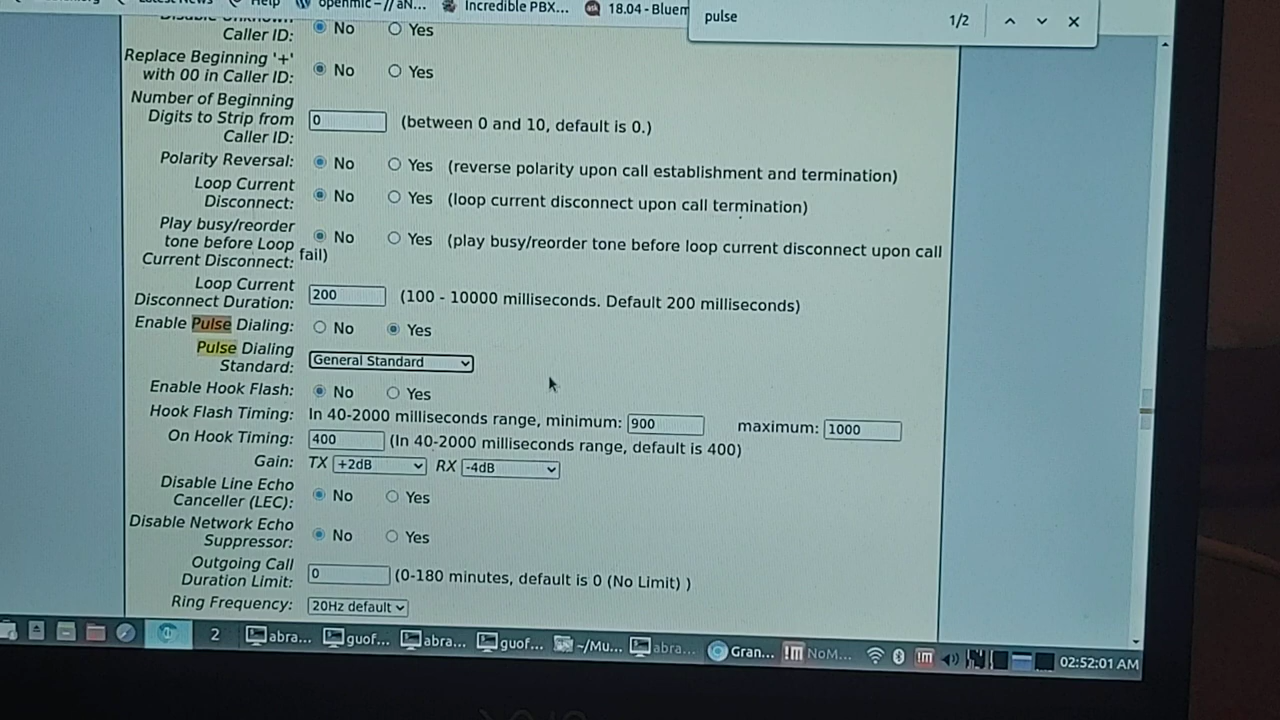 Help
openmic – // aN...
Incredible PBX...
18.04 - Bluem
pulse
1/2
Caller ID: No Yes
Replace Beginning '+' with 00 in Caller ID: No Yes
Number of Beginning
Digits to Strip from
Caller ID:
0 (between 0 and 10, default is 0.)
Polarity Reversal: No Yes (reverse polarity upon call establishment and termination)
Loop Current
Disconnect: No Yes (loop current disconnect upon call termination)
Play busy/reorder
tone before Loop
Current Disconnect: No Yes (play busy/reorder tone before loop current disconnect upon call
fail)
Loop Current
Disconnect Duration: 200 (100 - 10000 milliseconds. Default 200 milliseconds)
Enable Pulse Dialing: No Yes
Pulse Dialing
Standard: General Standard
Enable Hook Flash: No Yes
Hook Flash Timing: In 40-2000 milliseconds range, minimum: 900 maximum: 1000
On Hook Timing: 400 (In 40-2000 milliseconds range, default is 400)
Gain: TX +2dB RX -4dB
Disable Line Echo
Canceller (LEC): No Yes
Disable Network Echo
Suppressor: No Yes
Outgoing Call
Duration Limit: 0 (0-180 minutes, default is 0 (No Limit) )
Ring Frequency: 20Hz default
2 abra... guof... abra... guof... ~/Mu... abra... Gran... NoM... 02:52:01 AM